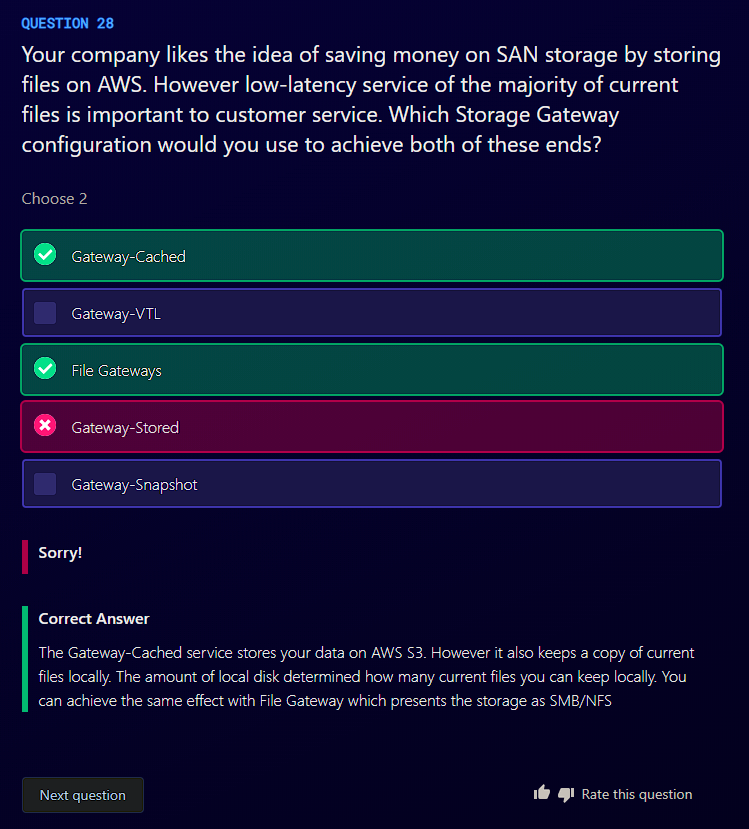 QUESTION 28
Your company likes the idea of saving money on SAN storage by storing
files on AWS. However low-latency service of the majority of current
files is important to customer service. Which Storage Gateway
configuration would you use to achieve both of these ends?
Choose 2
Gateway-Cached
Gateway-VTL
File Gateways
Gateway-Stored
Gateway-Snapshot
Sorry!
Correct Answer
The Gateway-Cached service stores your data on AWS S3. However it also keeps a copy of current
files locally. The amount of local disk determined how many current files you can keep locally. You
can achieve the same effect with File Gateway which presents the storage as SMB/NFS
Next question
Rate this question